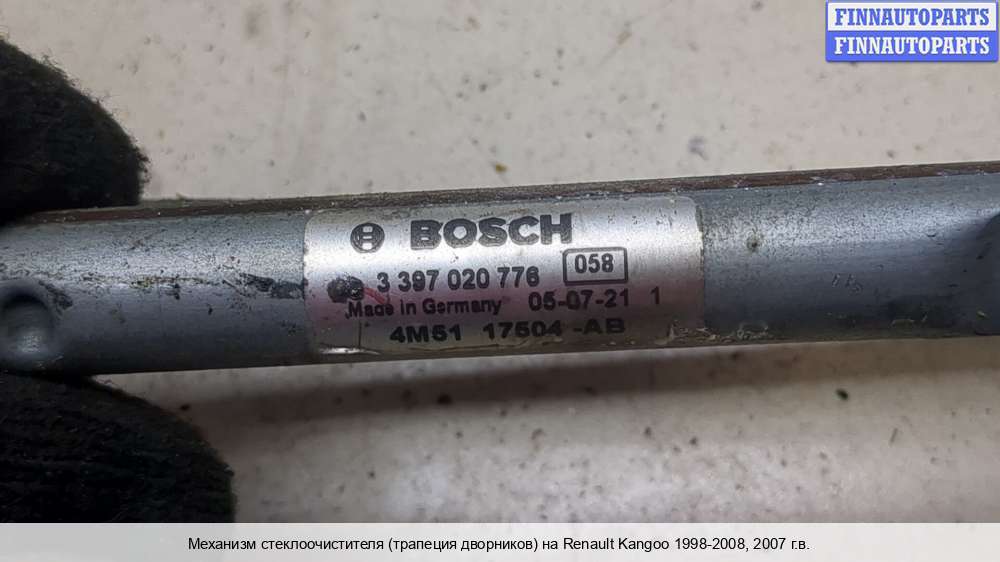 FINNAUTOPARTS
FINNAUTOPARTS
BOSCH
3 397 020 776 058
Made in Germany 05-07-21 1
4M51 17504 -AB
Механизм стеклоочистителя (трапеция дворников) на Renault Kangoo 1998-2008, 2007 г.в.